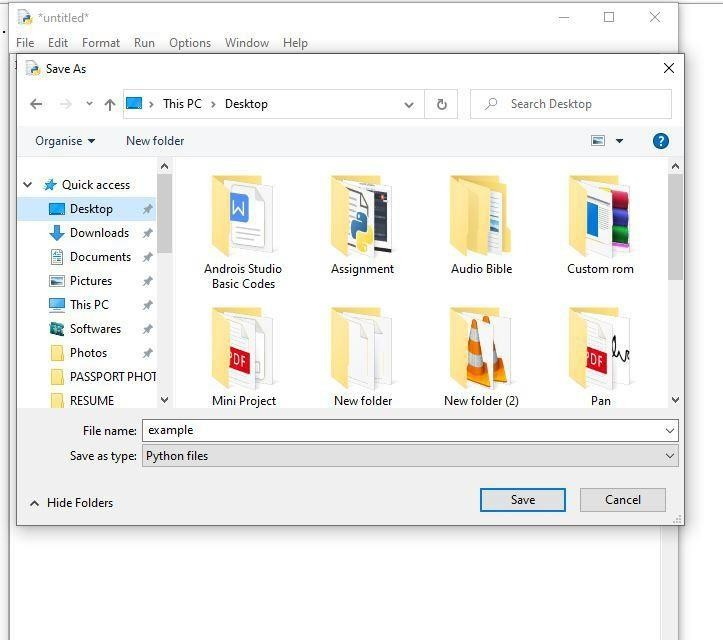 *untitled*
File Edit Format Run Options Window Help
Save As
This PC Desktop
Search Desktop
Organise New folder
Quick access
Desktop
Downloads
Documents
Pictures
This PC
Softwares
Photos
PASSPORT PHOT
RESUME
Androis Studio
Basic Codes
Assignment
Audio Bible
Custom rom
Mini Project
New folder
New folder (2)
Pan
File name: example
Save as type: Python files
Hide Folders
Save Cancel